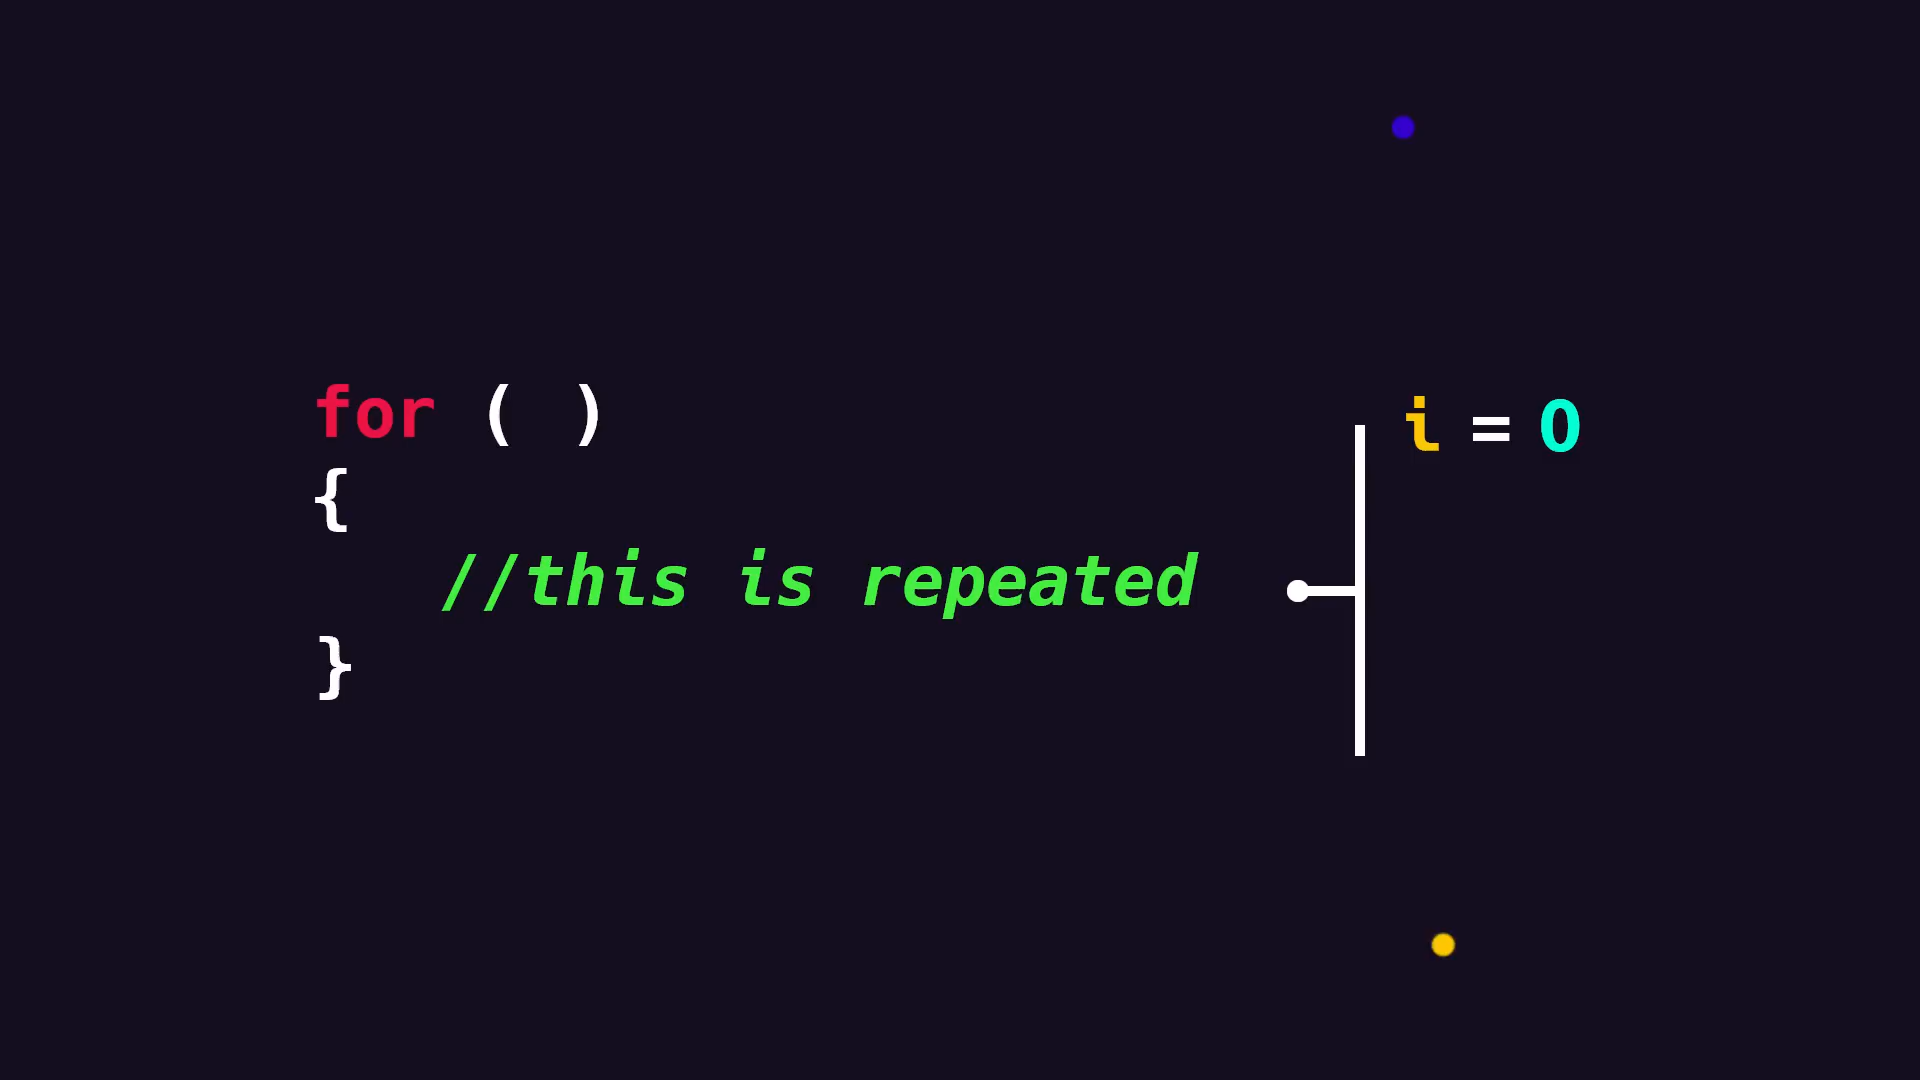 for ( )
{
//this is repeated
}
i = 0